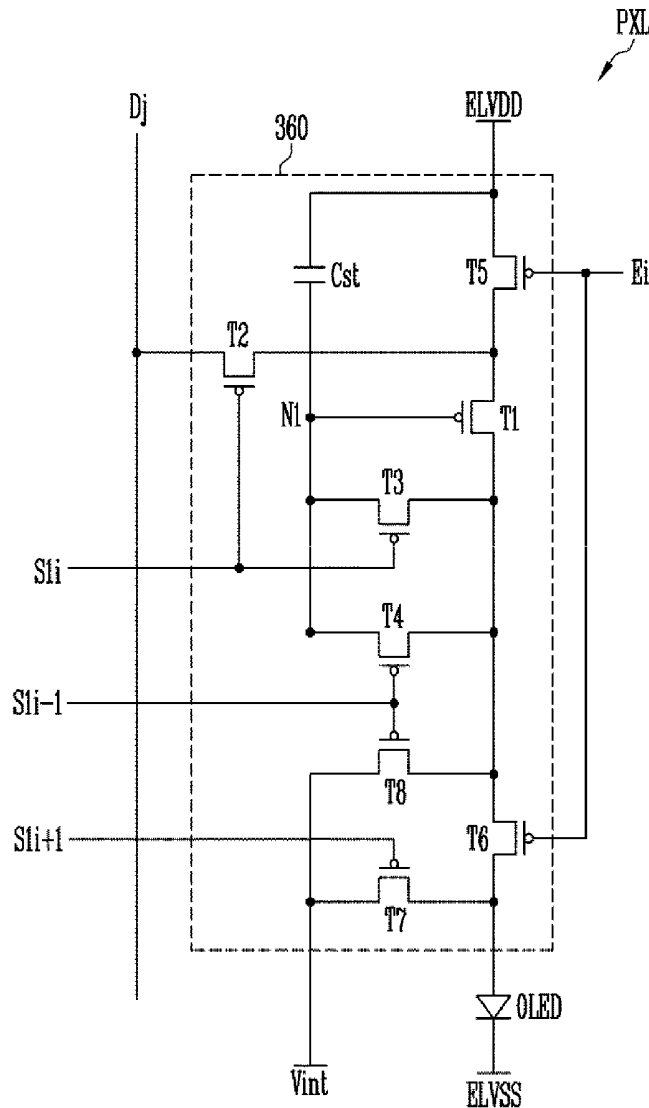 PXL
Dj
ELVDD
360
Cst
T5
Ei
T2
N1
T1
T3
S1i
T4
S1i-1
T8
S1i+1
T6
T7
OLED
Vint
ELVSS